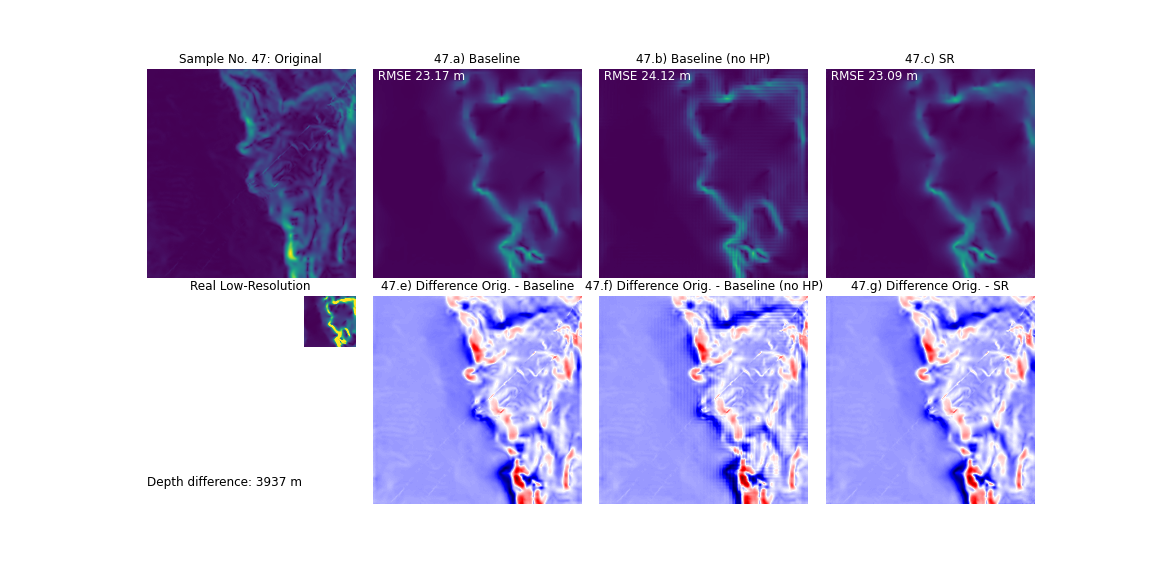 Sample No. 47: Original
47.a) Baseline
47.b) Baseline (no HP)
47.c) SR
RMSE 23.17 m
RMSE 24.12 m
RMSE 23.09 m
Real Low-Resolution
47.e) Difference Orig. - Baseline
47.f) Difference Orig. - Baseline (no HP)
47.g) Difference Orig. - SR
Depth difference: 3937 m